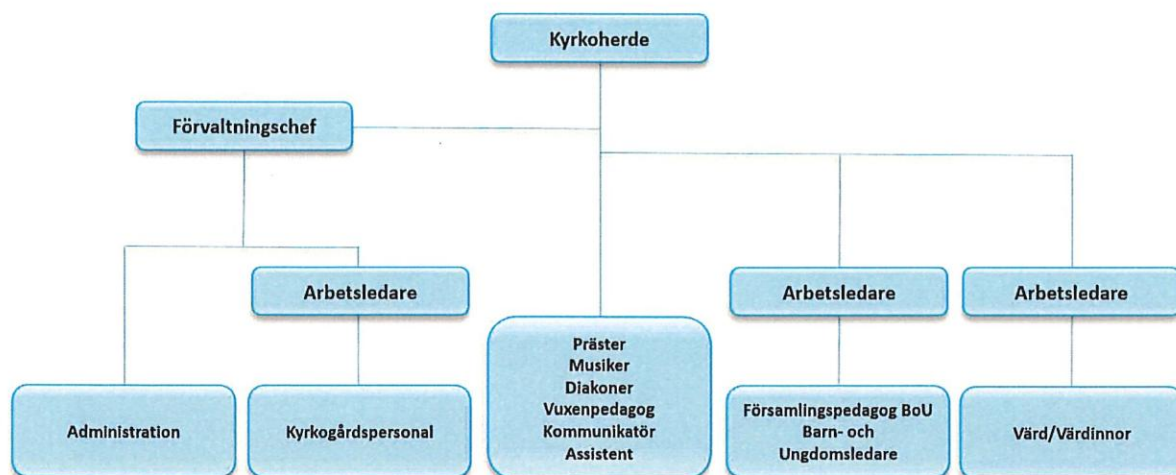 Kyrkoherde
Förvaltningschef
Arbetsledare
Arbetsledare
Arbetsledare
Administration
Kyrkogårdspersonal
Präster
Musiker
Diakoner
Vuxenpedagog
Kommunikatör
Assistent
Församlingspedagog BoU
Barn- och
Ungdomsledare
Värd/Värdinnor